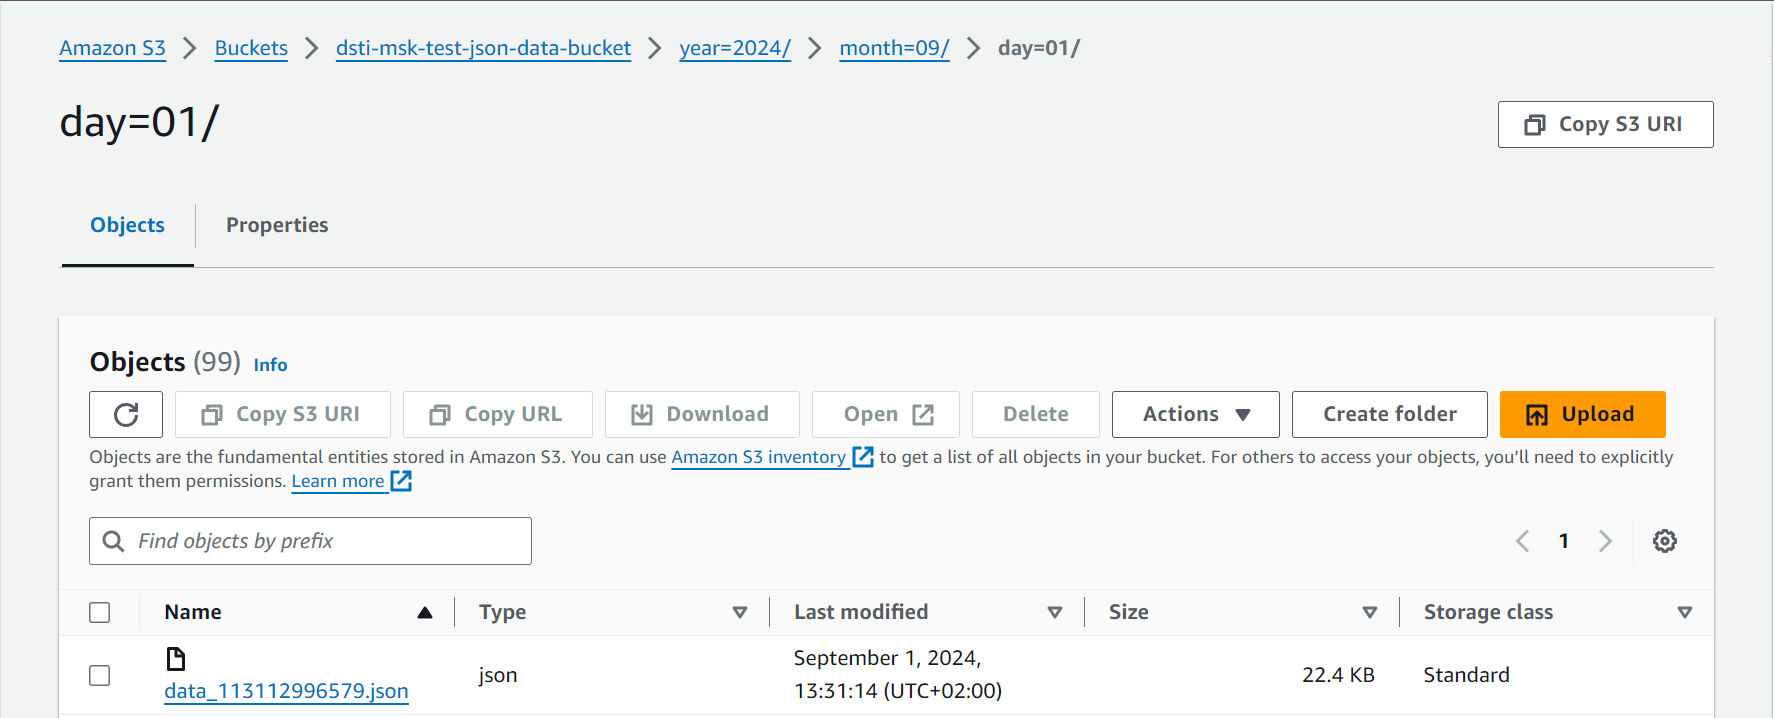 Amazon S3 > Buckets > dsti-msk-test-json-data-bucket > year=2024/ > month=09/ > day=01/
day=01/
Copy S3 URI
Objects
Properties
Objects (99) Info
Copy S3 URI
Copy URL
Download
Open
Delete
Actions
Create folder
Upload
Objects are the fundamental entities stored in Amazon S3. You can use Amazon S3 inventory to get a list of all objects in your bucket. For others to access your objects, you’ll need to explicitly
grant them permissions. Learn more
Find objects by prefix
1
Name
Type
Last modified
Size
Storage class
data_113112996579.json
json
September 1, 2024,
13:31:14 (UTC+02:00)
22.4 KB
Standard